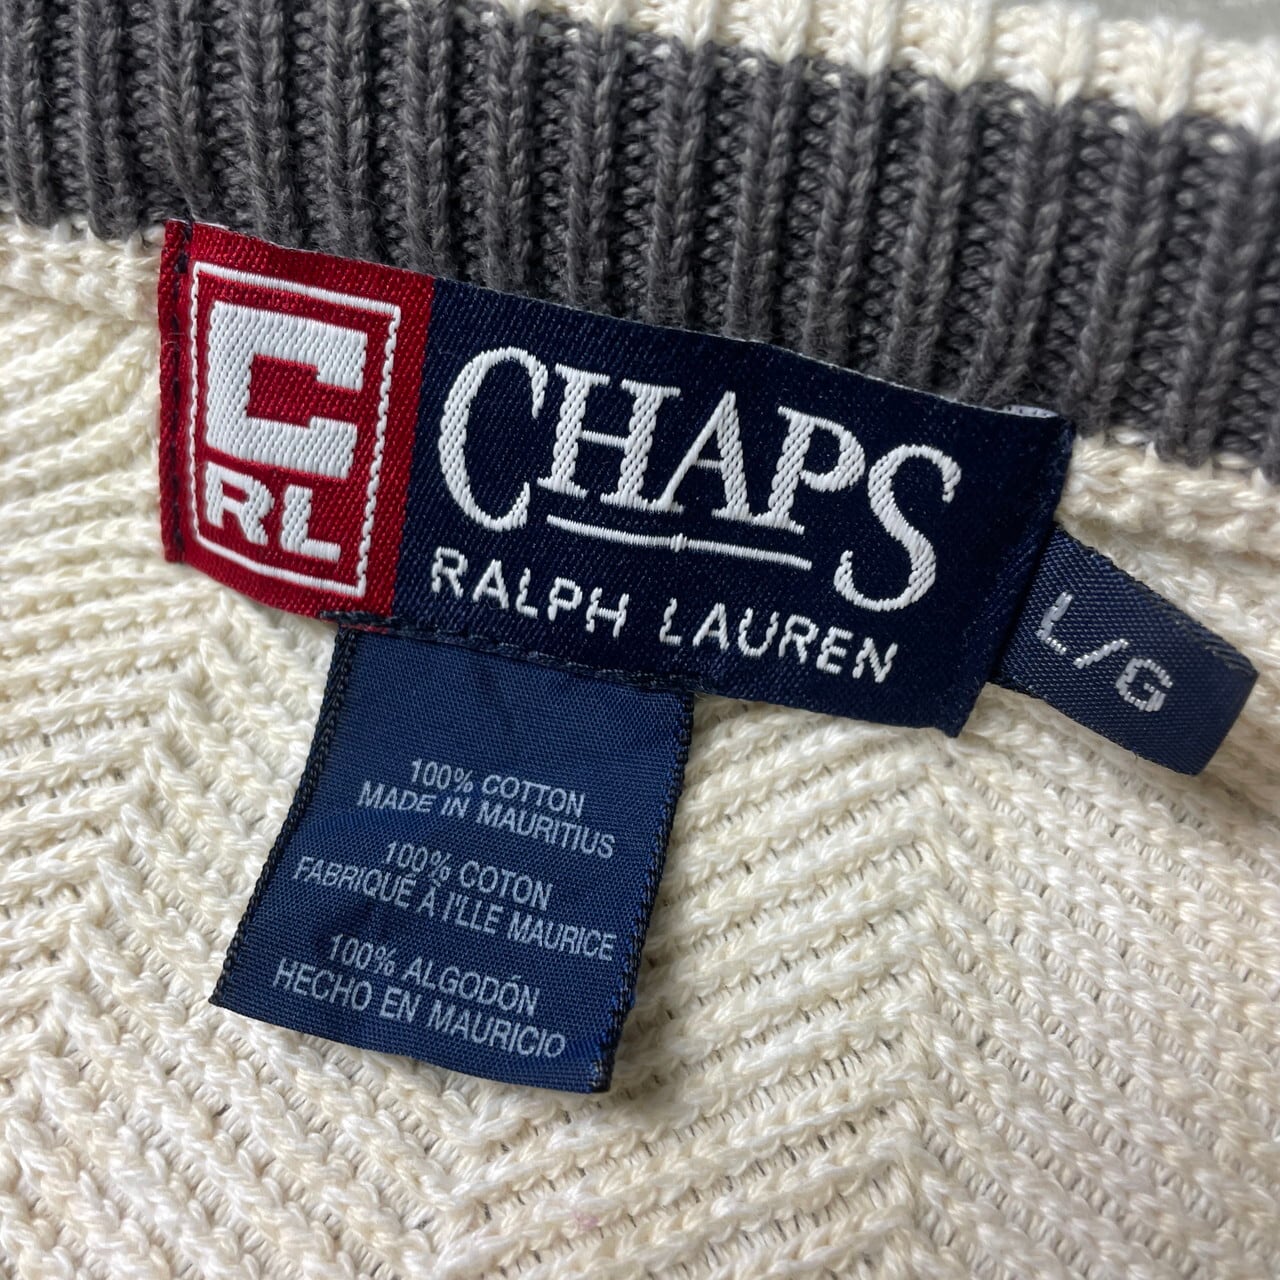 C
RL
CHAPS
RALPH LAUREN
L/G
100% COTTON
MADE IN MAURITIUS
100% COTON
FABRIQUÉ À I'LLE MAURICE
100% ALGODÓN
HECHO EN MAURICIO